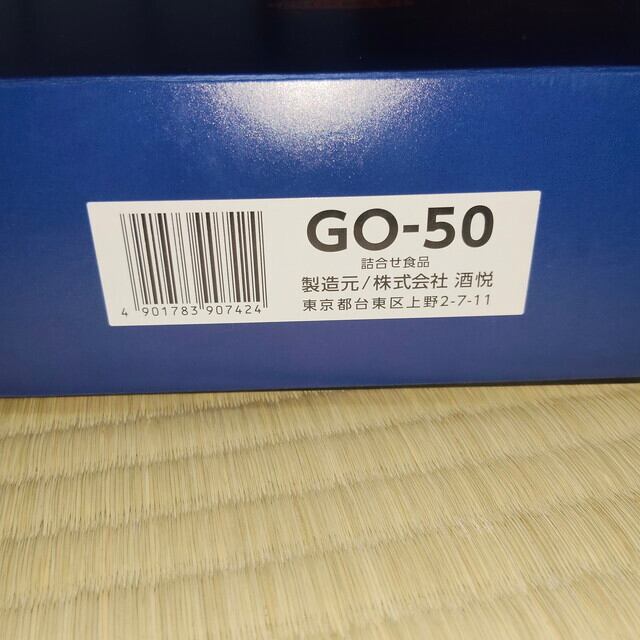 GO-50
詰合せ食品
製造元/株式会社 酒悦
東京都台東区上野2-7-11
4 901783 907424